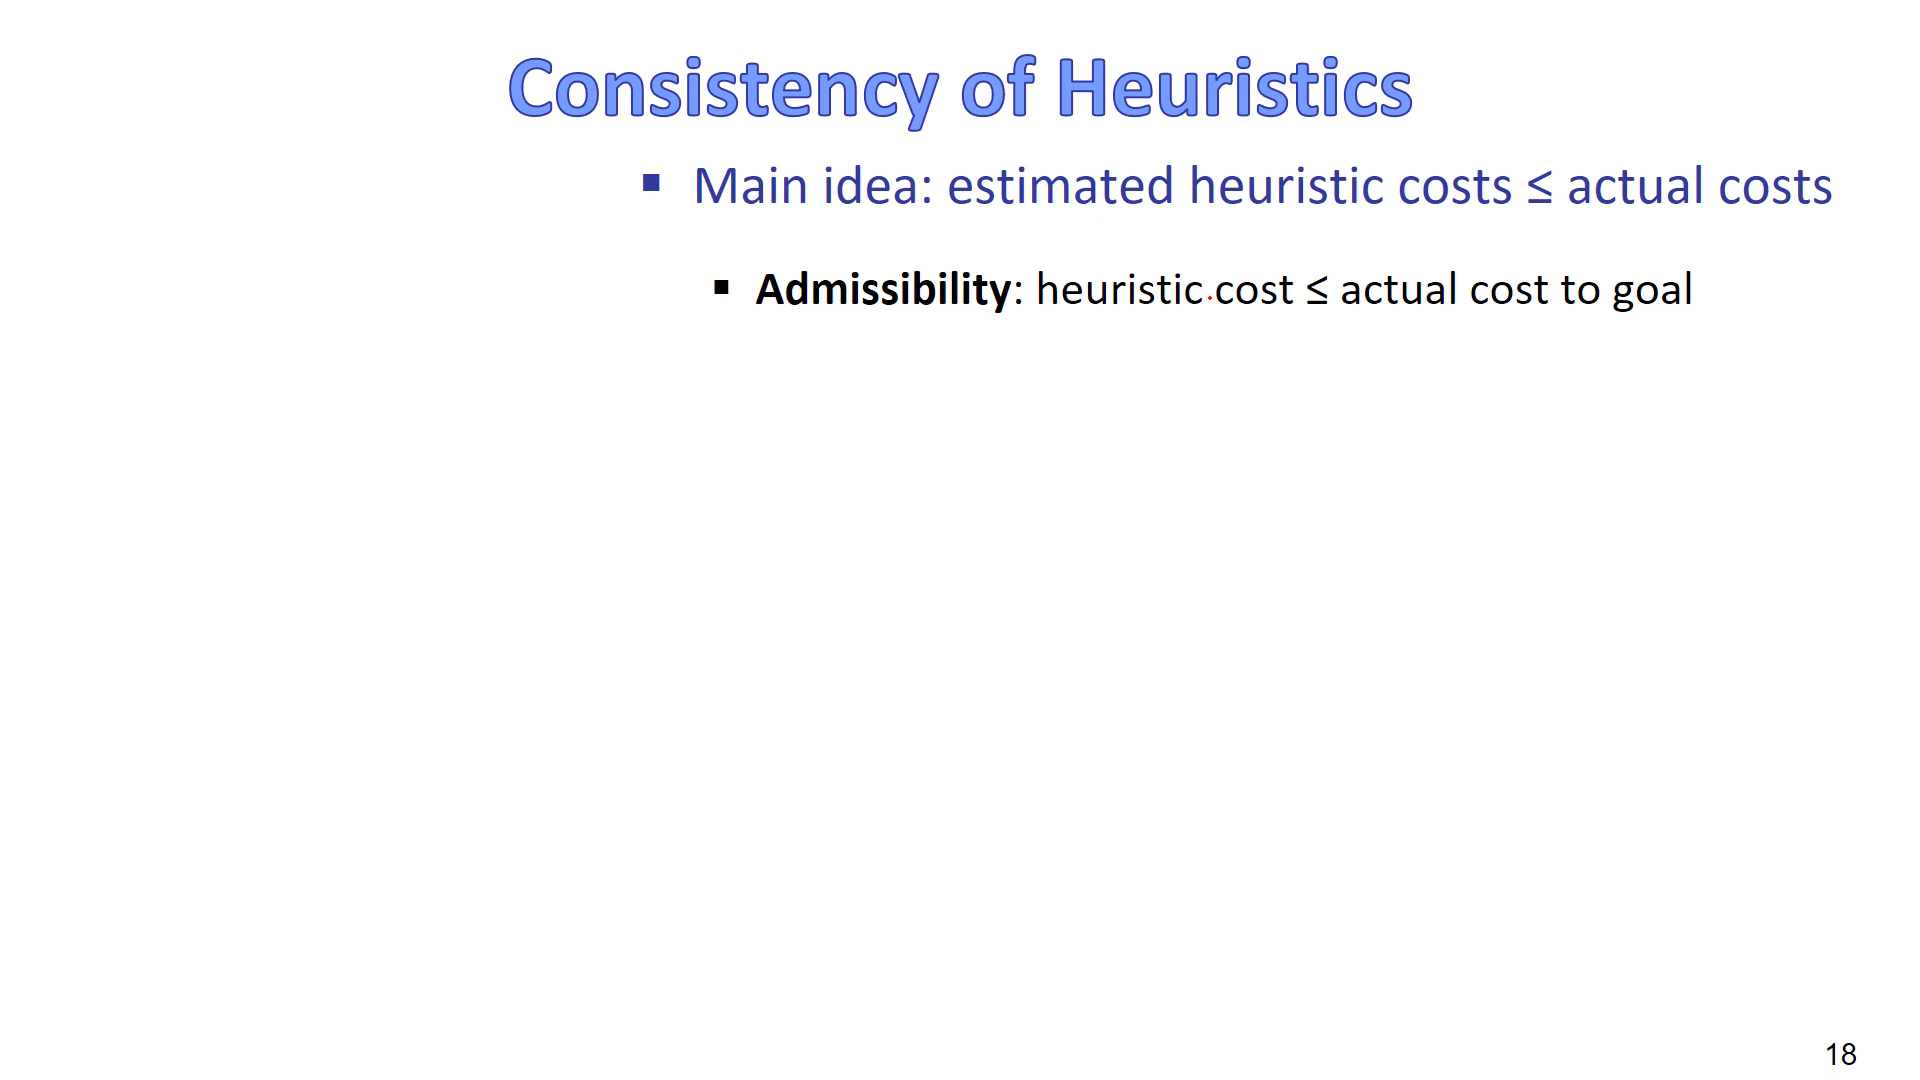 Consistency of Heuristics
▪ Main idea: estimated heuristic costs ≤ actual costs
▪ Admissibility: heuristic cost ≤ actual cost to goal
18